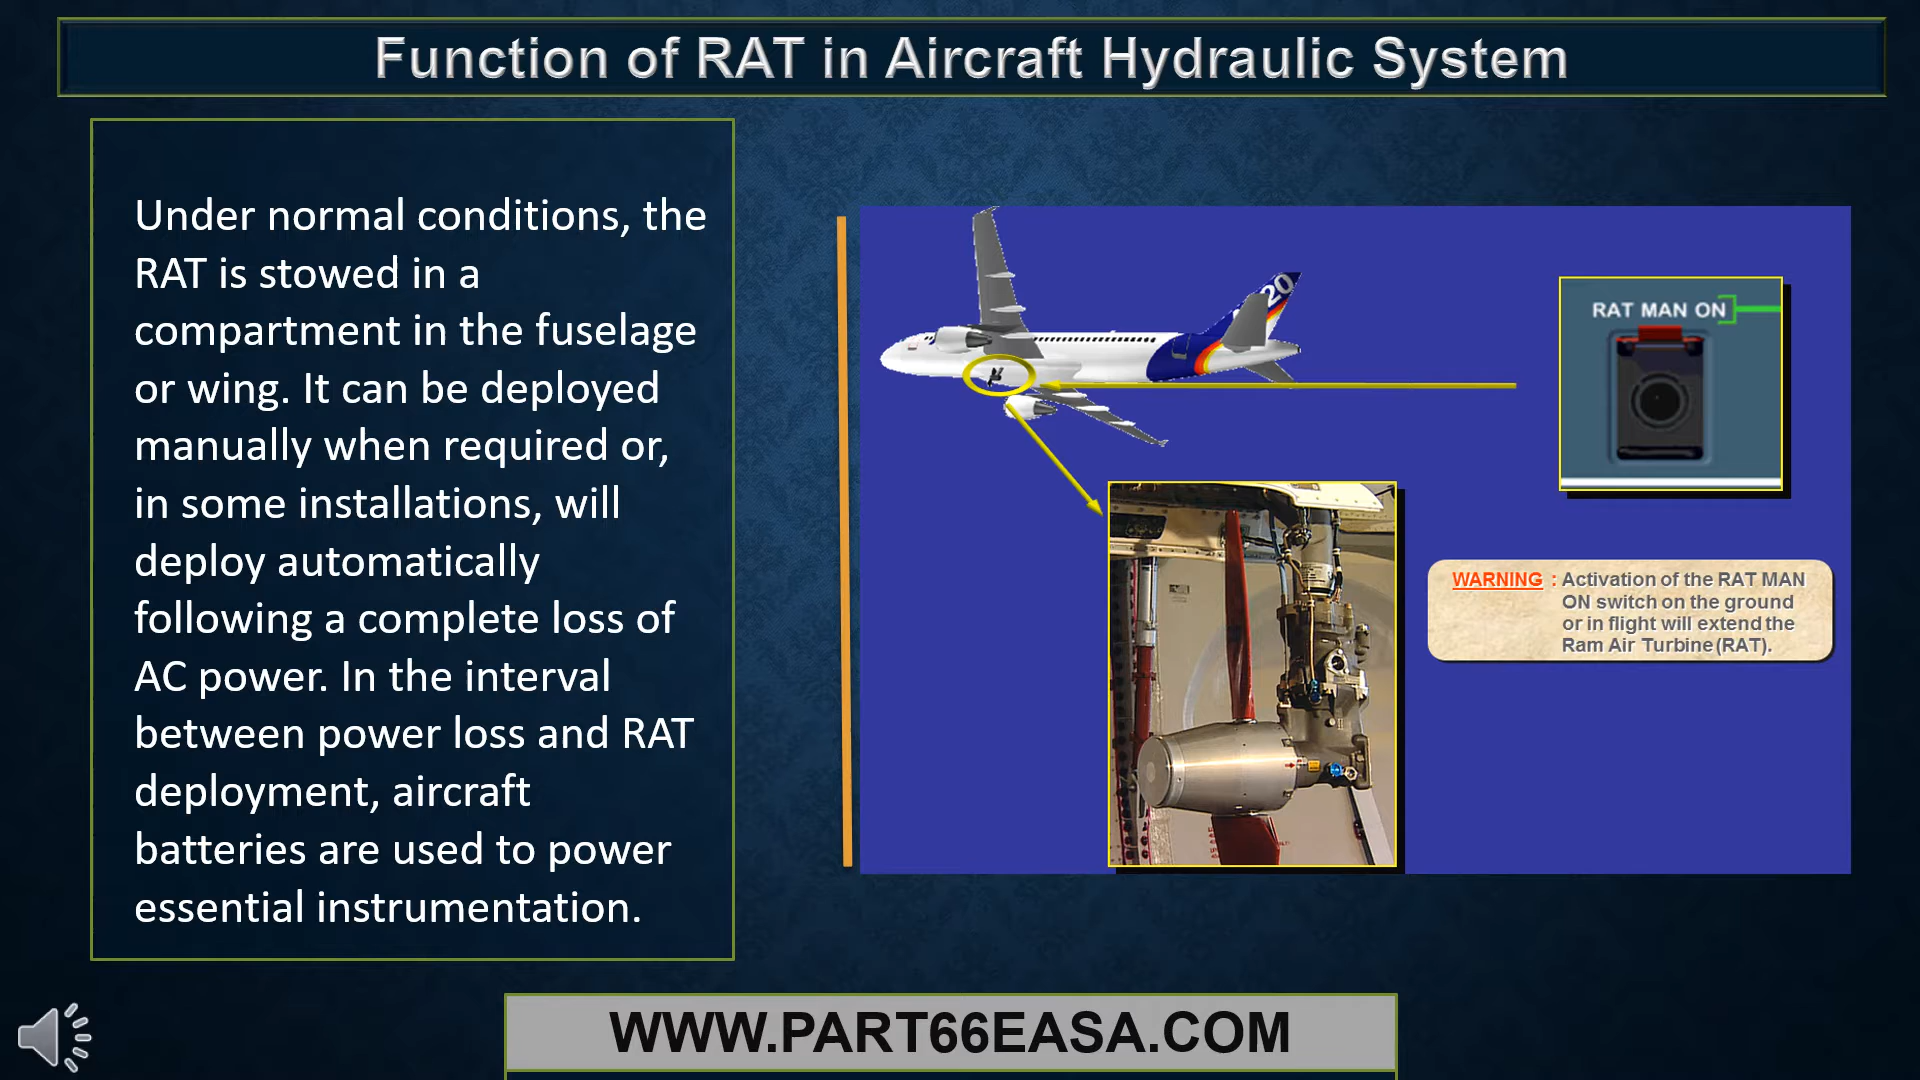 Function of RAT in Aircraft Hydraulic System
Under normal conditions, the
RAT is stowed in a
compartment in the fuselage
or wing. It can be deployed
manually when required or,
in some installations, will
deploy automatically
following a complete loss of
AC power. In the interval
between power loss and RAT
deployment, aircraft
batteries are used to power
essential instrumentation.
20
RAT MAN ON
WARNING : Activation of the RAT MAN
ON switch on the ground
or in flight will extend the
Ram Air Turbine (RAT).
WWW.PART66EASA.COM